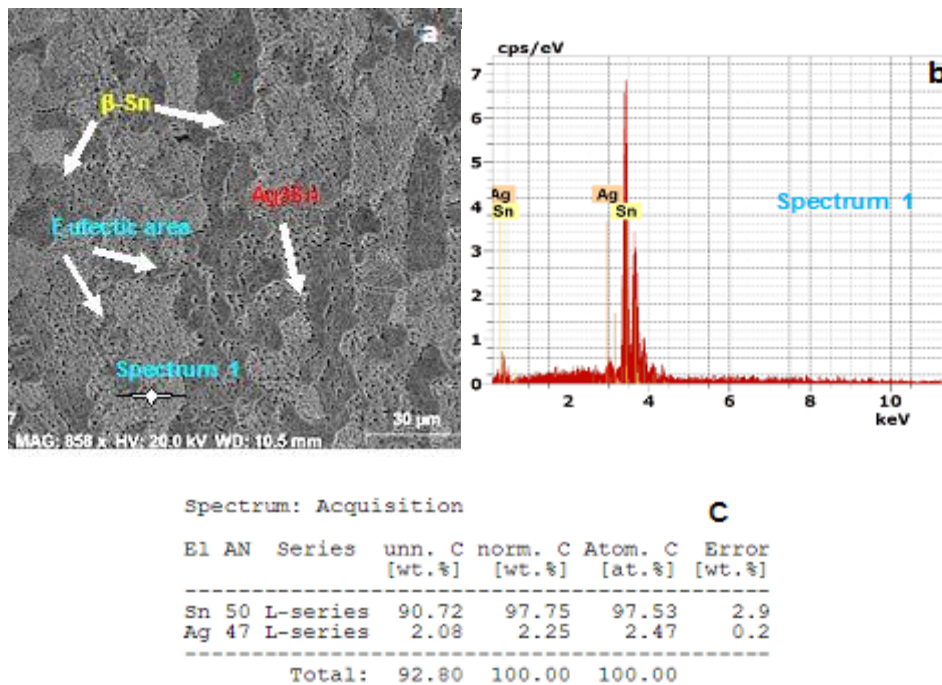 a
β-Sn
Ag3Sn
Eutectic area
Spectrum 1
30 µm
MAG: 858 x HV: 20.0 kV WD: 10.5 mm
cps/eV
b
7
6
5
4
3
2
1
0
Ag
Sn
Ag
Sn
Spectrum 1
2 4 6 8 10
keV
Spectrum: Acquisition
C
El AN Series unn. C norm. C Atom. C Error
[wt.%] [wt.%] [at.%] [wt.%]
Sn 50 L-series 90.72 97.75 97.53 2.9
Ag 47 L-series 2.08 2.25 2.47 0.2
Total: 92.80 100.00 100.00